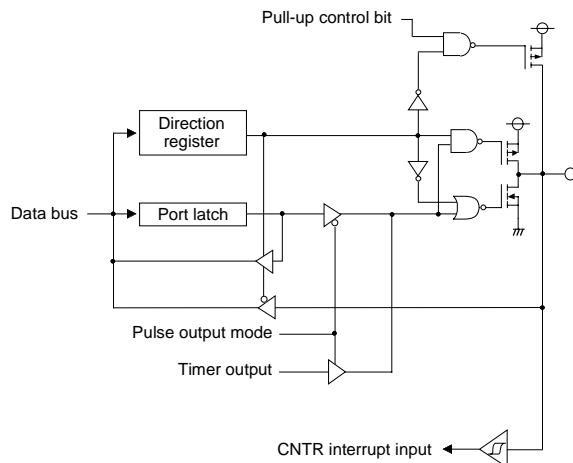 Pull-up control bit
Direction
register
Data bus
Port latch
Pulse output mode
Timer output
CNTR interrupt input